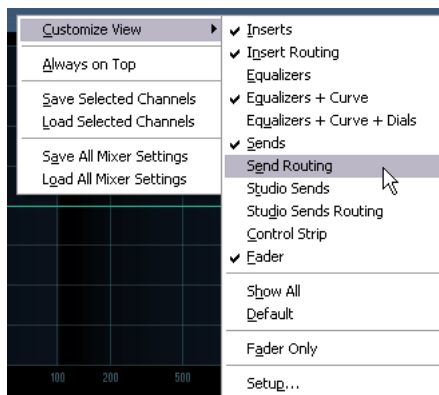 Customize View
Always on Top
Save Selected Channels
Load Selected Channels
Save All Mixer Settings
Load All Mixer Settings
Inserts
Insert Routing
Equalizers
Equalizers + Curve
Equalizers + Curve + Dials
Sends
Send Routing
Studio Sends
Studio Sends Routing
Control Strip
Fader
Show All
Default
Fader Only
Setup...
100 200 500